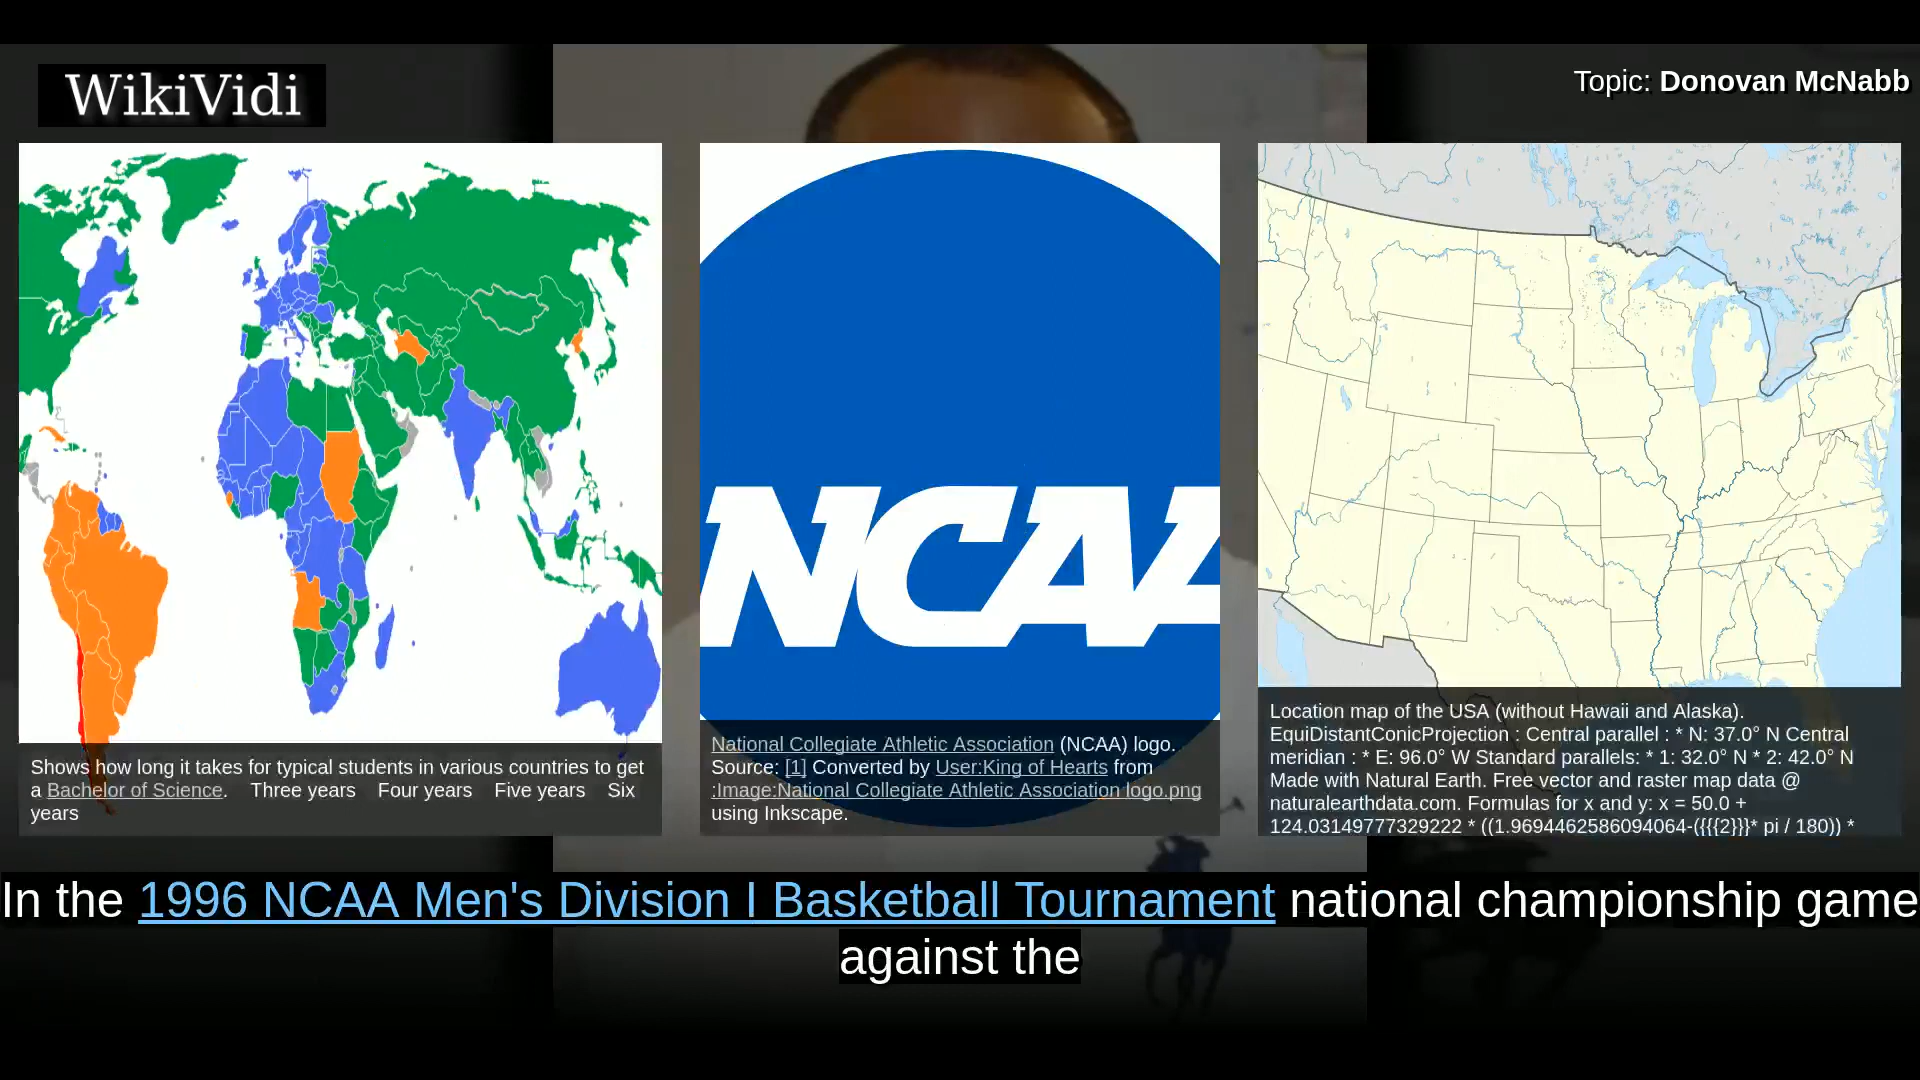 WikiVidi
Topic: Donovan McNabb
NCAA
Shows how long it takes for typical students in various countries to get
a Bachelor of Science. Three years Four years Five years Six
years
National Collegiate Athletic Association (NCAA) logo.
Source: [1] Converted by User:King of Hearts from
:Image:National Collegiate Athletic Association logo.png
using Inkscape.
Location map of the USA (without Hawaii and Alaska).
EquiDistantConicProjection : Central parallel : * N: 37.0° N Central
meridian : * E: 96.0° W Standard parallels: * 1: 32.0° N * 2: 42.0° N
Made with Natural Earth. Free vector and raster map data @
naturalearthdata.com. Formulas for x and y: x = 50.0 +
124.03149777329222 * ((1.9694462586094064-({{{2}}}* pi / 180)) *
In the 1996 NCAA Men's Division I Basketball Tournament national championship game
against the